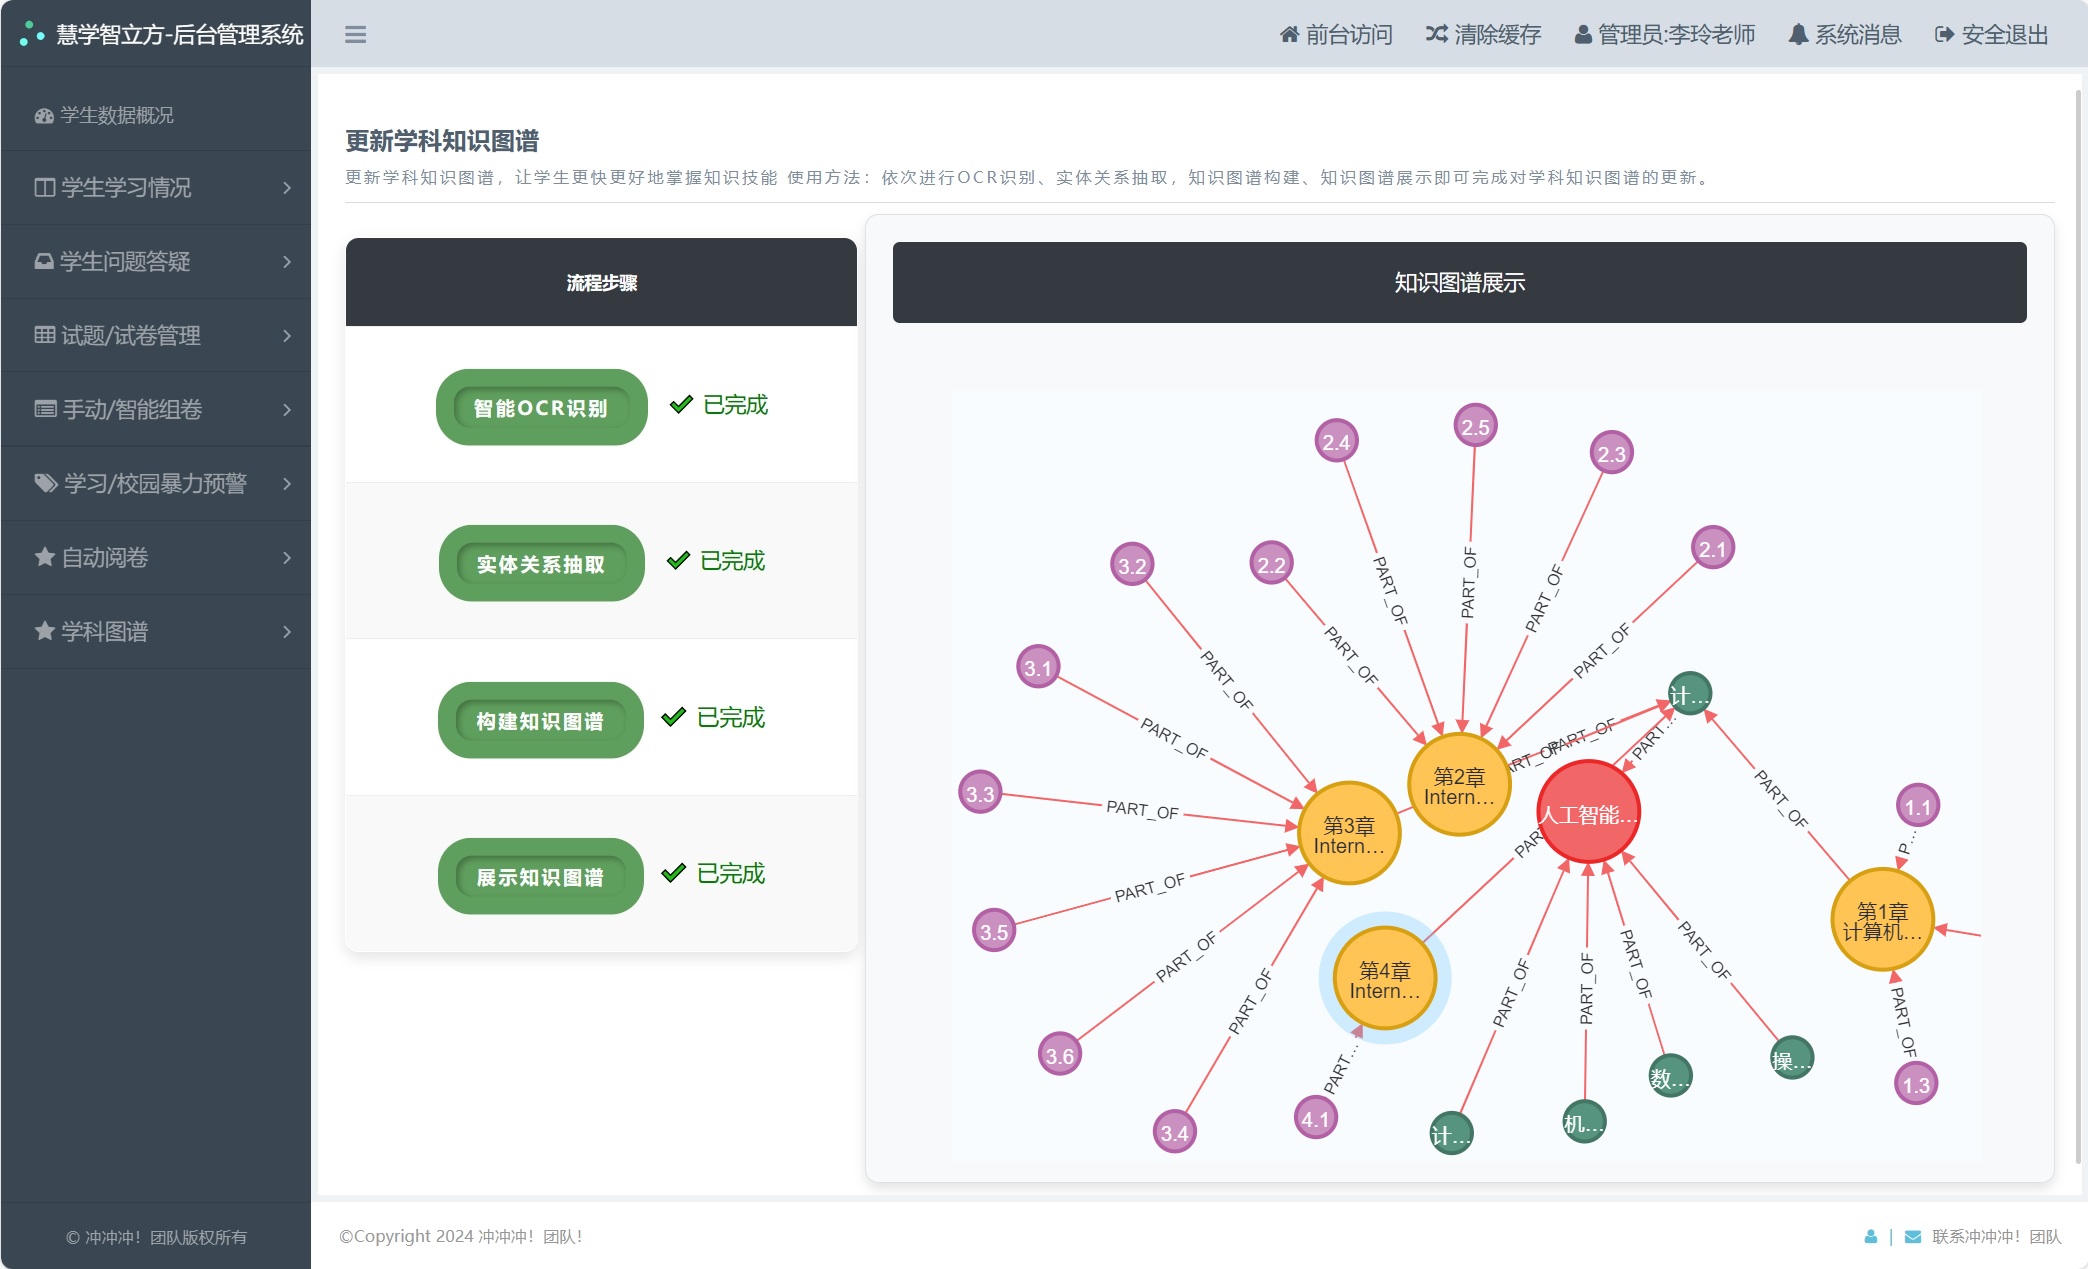 慧学智立方-后台管理系统
前台访问
清除缓存
管理员:李玲老师
系统消息
安全退出
学生数据概况
学生学习情况
学生问题答疑
试题/试卷管理
手动/智能组卷
学习/校园暴力预警
自动阅卷
学科图谱
© 冲冲冲！团队版权所有
更新学科知识图谱
更新学科知识图谱，让学生更快更好地掌握知识技能 使用方法：依次进行OCR识别、实体关系抽取，知识图谱构建、知识图谱展示即可完成对学科知识图谱的更新。
流程步骤
智能OCR识别
已完成
实体关系抽取
已完成
构建知识图谱
已完成
展示知识图谱
已完成
知识图谱展示
2.4
2.5
2.3
3.2
2.2
2.1
PART_OF
PART_OF
PART_OF
PART_OF
PART_OF
PART_OF
3.1
计...
PART_OF
ART_OF
PART_OF
PART...
3.3
PART_OF
第2章
Intern...
人工智能...
PART_OF
1.1
P...
第3章
Intern...
PAR
PART_OF
3.5
第1章
计算机...
PART_OF
第4章
Intern...
PART_OF
PART_OF
PART_OF
PART_OF
PART_OF
PART_OF
3.6
PART...
数...
操...
1.3
3.4
4.1
计...
机...
©Copyright 2024 冲冲冲！团队！
|
联系冲冲冲！团队